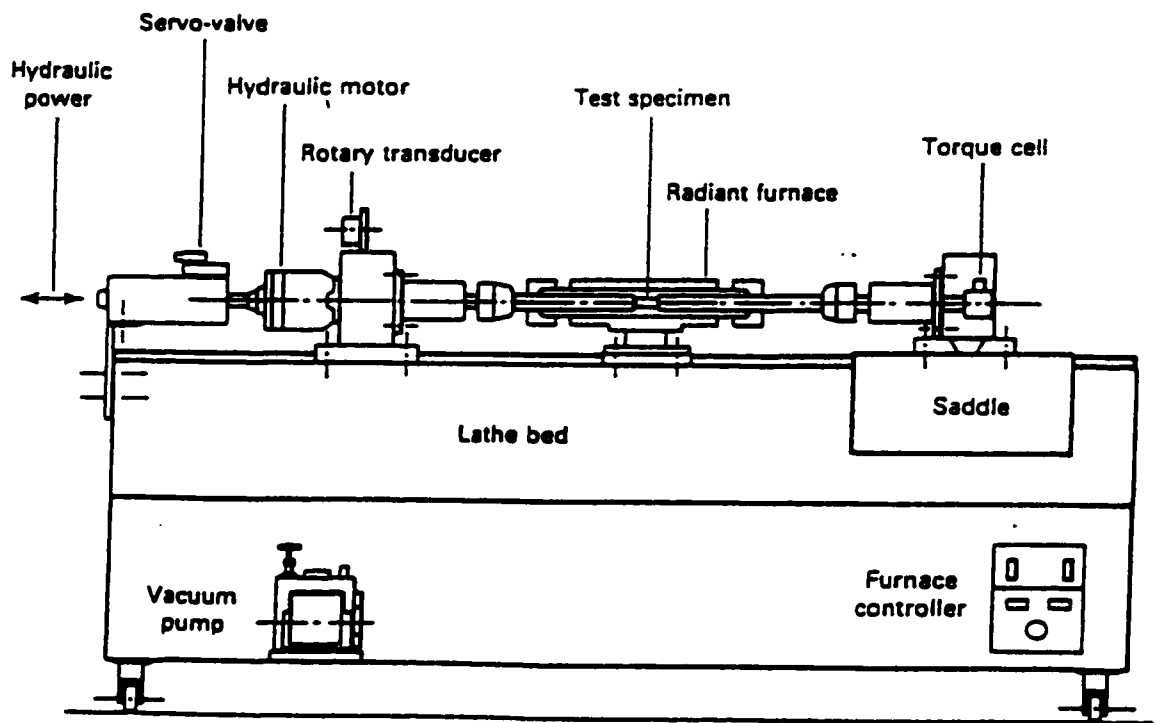 Servo-valve
Hydraulic
power
Hydraulic motor
Test specimen
Rotary transducer
Torque cell
Radiant furnace
Saddle
Lathe bed
Vacuum
pump
Furnace
controller